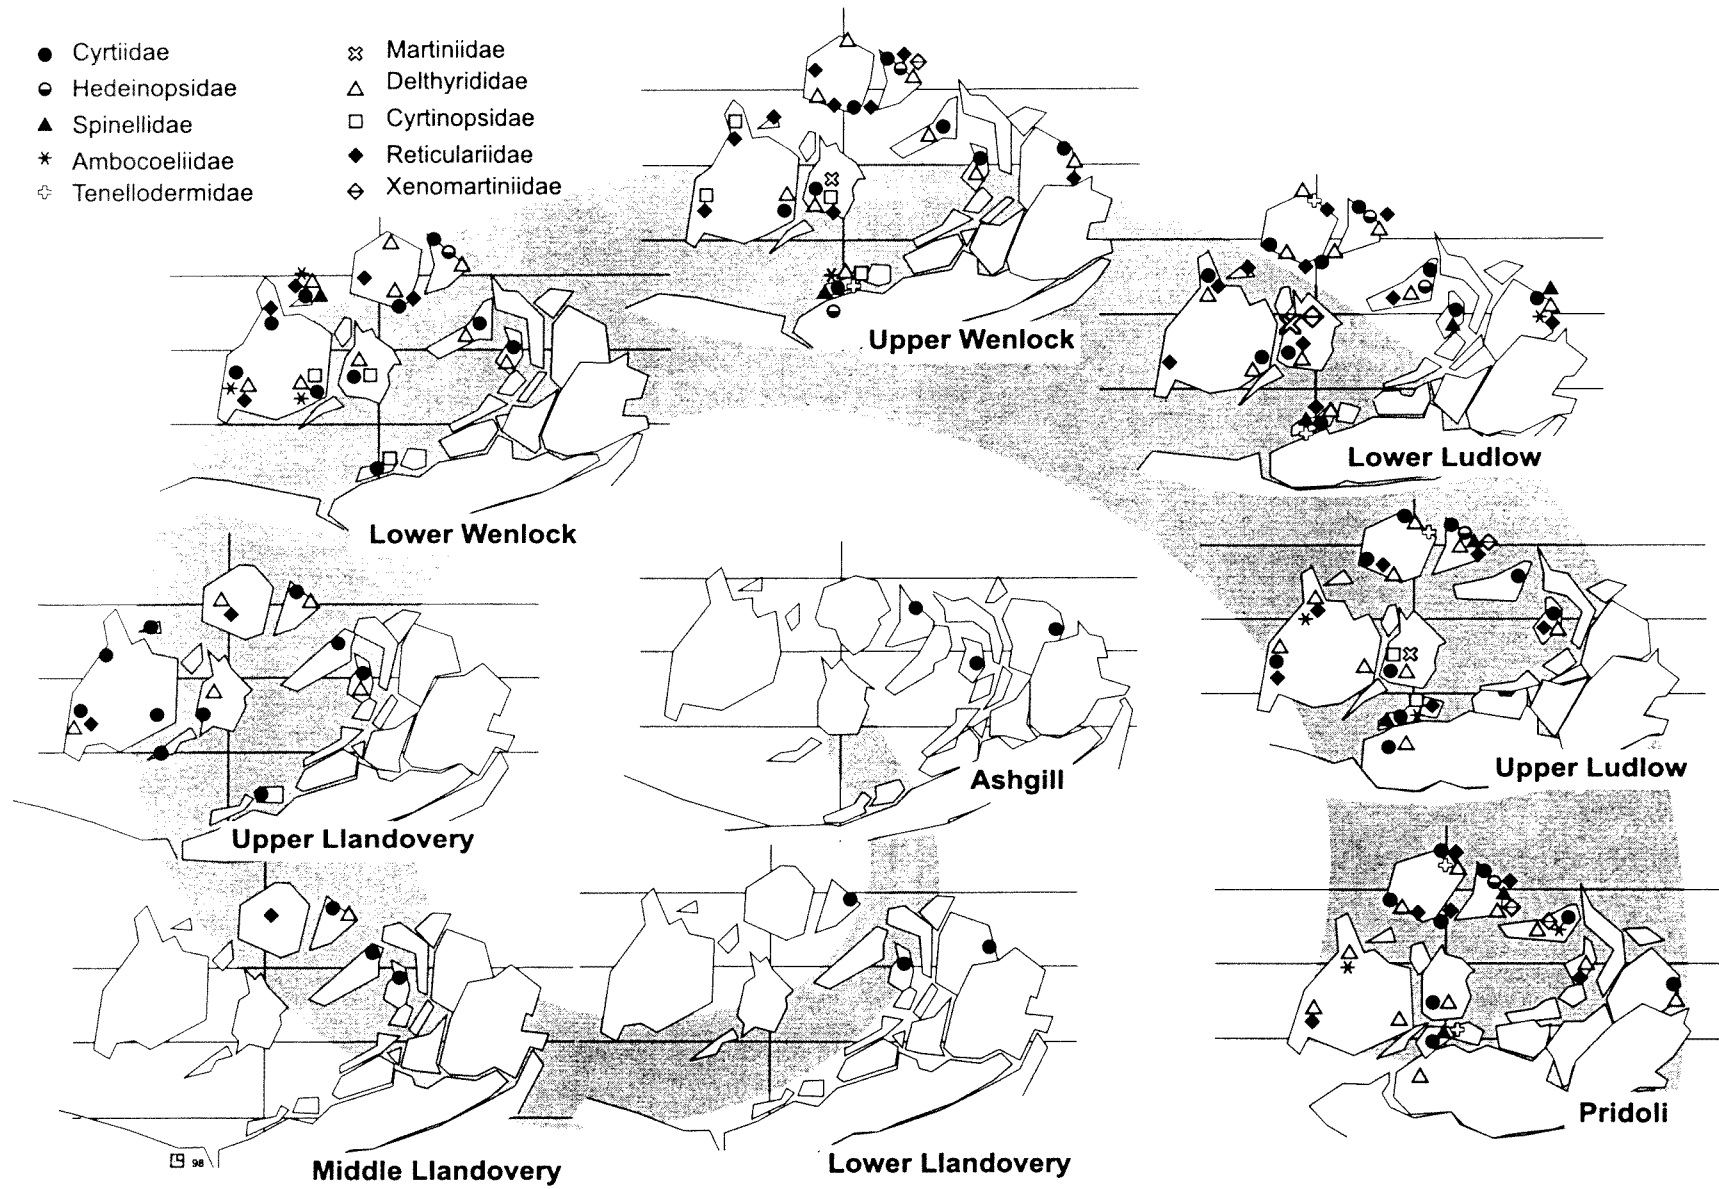 Cyrtiidae
Hedeinopsidae
Spinellidae
Ambocoeliidae
Tenellodermidae
Martiniidae
Delthyrididae
Cyrtinopsidae
Reticulariidae
Xenomartiniidae
Upper Wenlock
Lower Ludlow
Lower Wenlock
Ashgill
Upper Ludlow
Upper Llandovery
Pridoli
Middle Llandovery
Lower Llandovery
98